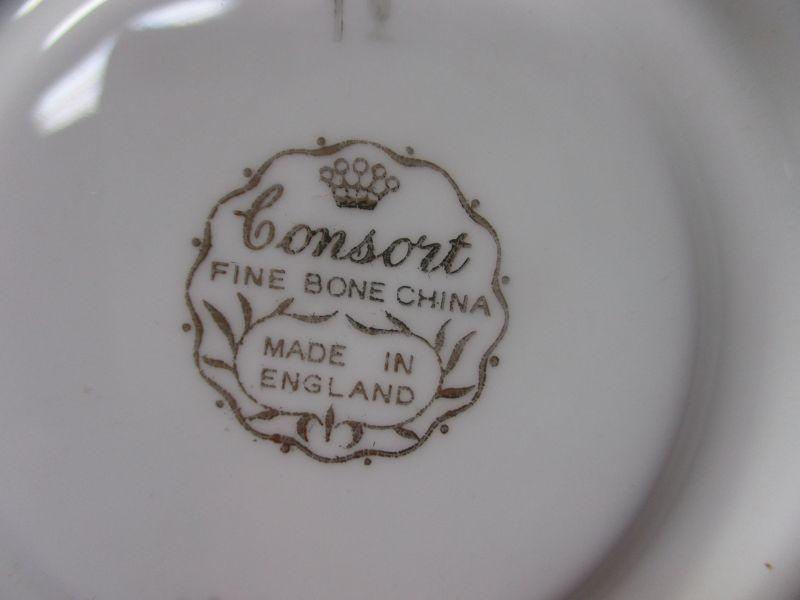 Consort
FINE BONE CHINA
MADE IN
ENGLAND